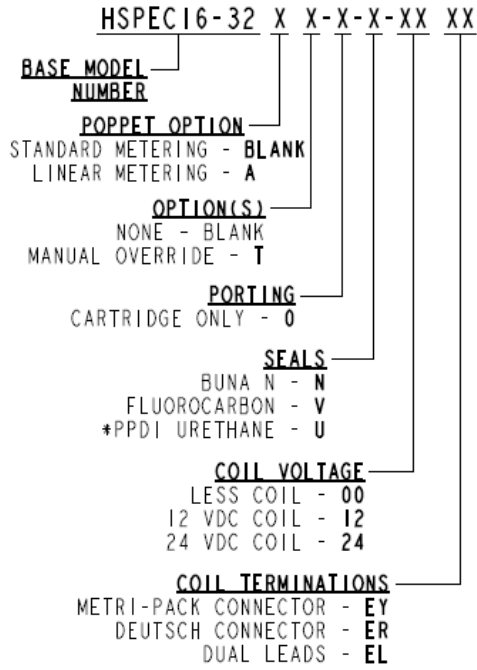 HSPEC16-32 X X-X-X-XX XX
BASE MODEL
NUMBER
POPPET OPTION
STANDARD METERING - BLANK
LINEAR METERING - A
OPTION(S)
NONE - BLANK
MANUAL OVERRIDE - T
PORTING
CARTRIDGE ONLY - 0
SEALS
BUNA N - N
FLUOROCARBON - V
*PPDI URETHANE - U
COIL VOLTAGE
LESS COIL - 00
12 VDC COIL - 12
24 VDC COIL - 24
COIL TERMINATIONS
METRI-PACK CONNECTOR - EY
DEUTSCH CONNECTOR - ER
DUAL LEADS - EL